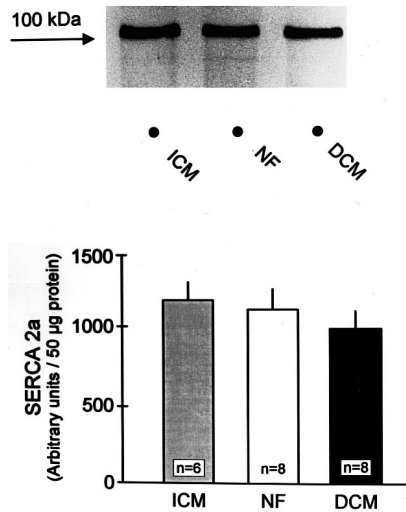 100 kDa
ICM
NF
DCM
SERCA 2a
(Arbitrary units / 50 µg protein)
1500
1000
500
0
n=6
n=8
n=8
ICM
NF
DCM